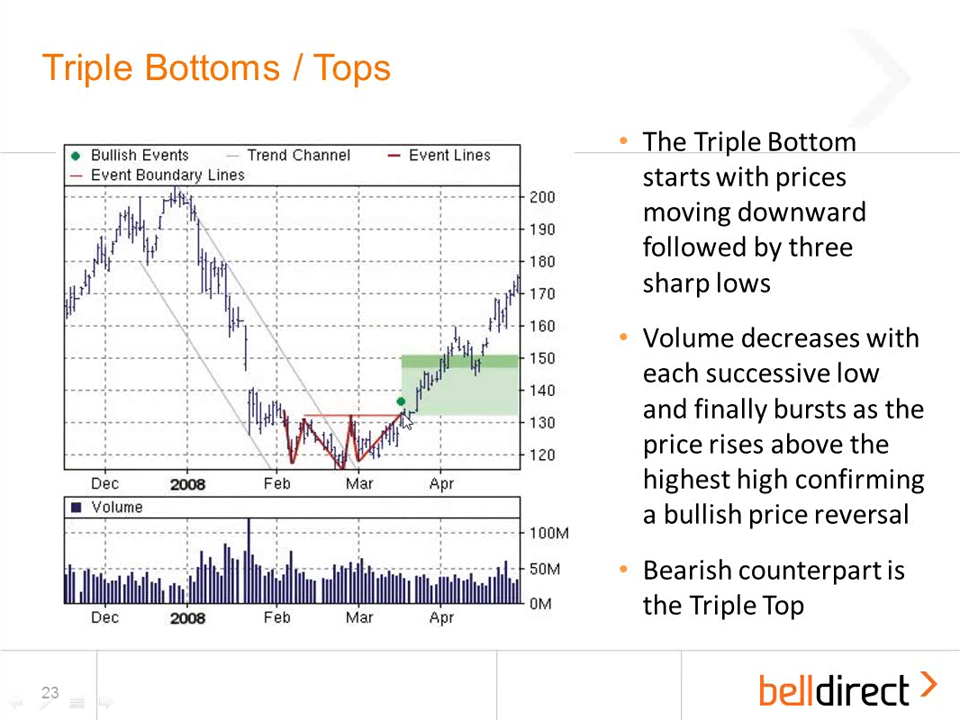 Triple Bottoms / Tops
Bullish Events Trend Channel Event Lines
Event Boundary Lines
200
190
180
170
160
150
140
130
120
Dec 2008 Feb Mar Apr
Volume
100M
50M
0M
Dec 2008 Feb Mar Apr
• The Triple Bottom
starts with prices
moving downward
followed by three
sharp lows
• Volume decreases with
each successive low
and finally bursts as the
price rises above the
highest high confirming
a bullish price reversal
• Bearish counterpart is
the Triple Top
23
belldirect